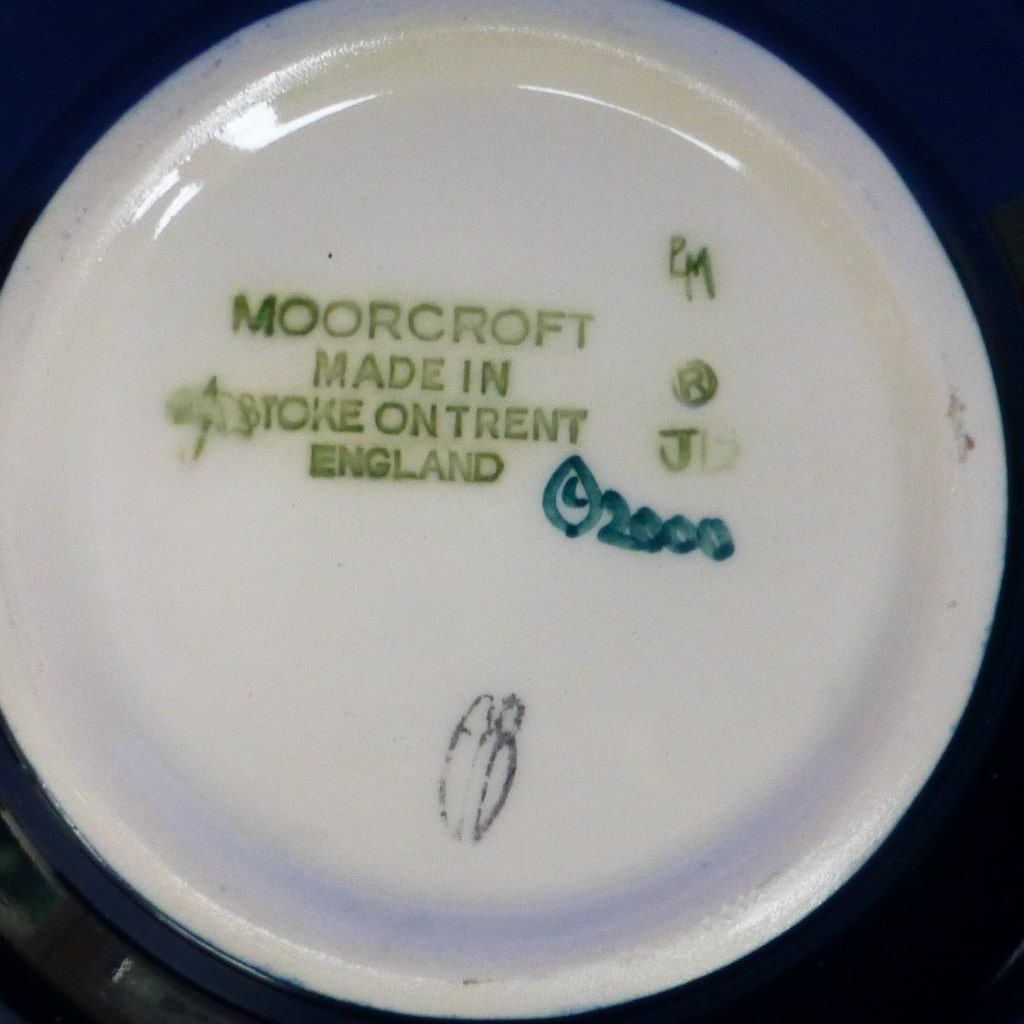 MOORCROFT
MADE IN
STOKE ON TRENT
ENGLAND
®
© 2000